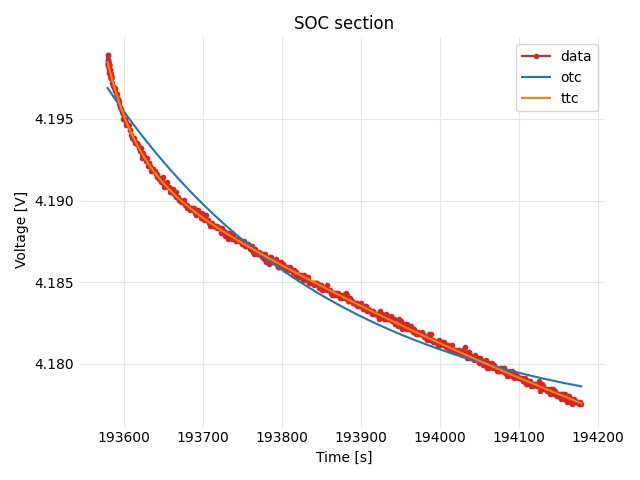 SOC section
data
otc
ttc
4.195
4.190
4.185
4.180
Voltage [V]
193600 193700 193800 193900 194000 194100 194200
Time [s]